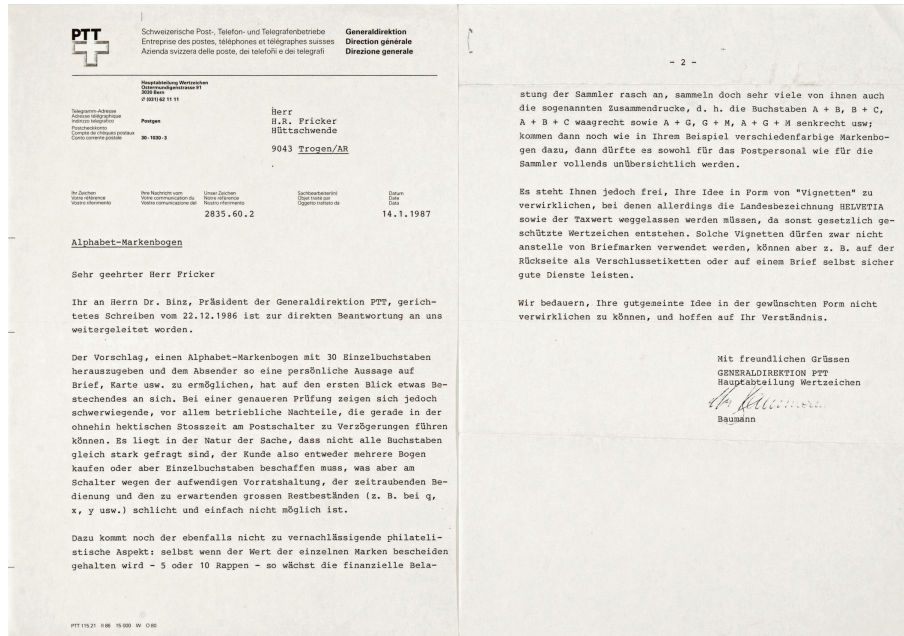 PTT
Schweizerische Post-, Telefon- und Telegrafenbetriebe
Entreprise des postes, téléphones et télégraphes suisses
Azienda svizzera delle poste, dei telefoni e dei telegrafi
Generaldirektion
Direction générale
Direzione generale
Hauptabteilung Wertzeichen
Ostermundigenstrasse 91
3030 Bern
✆ (031) 62 11 11
Telegramm-Adresse
Adresse télégraphique
Indirizzo telegrafico
Postgen
Postcheckkonto
Compte de chèques postaux
Conto corrente postale
30-1030-3
Herr
H.R. Fricker
Hüttschwende
9043 Trogen/AR
Ihr Zeichen
Votre référence
Vostro riferimento
Ihre Nachricht vom
Votre communication du
Vostra comunicazione del
Unser Zeichen
Notre référence
Nostro riferimento
2835.60.2
Sachbearbeiter(in)
Objet traité par
Oggetto trattato da
Datum
Date
Data
14.1.1987
Alphabet-Markenbogen
Sehr geehrter Herr Fricker
Ihr an Herrn Dr. Binz, Präsident der Generaldirektion PTT, gerich-
tetes Schreiben vom 22.12.1986 ist zur direkten Beantwortung an uns
weitergeleitet worden.
Der Vorschlag, einen Alphabet-Markenbogen mit 30 Einzelbuchstaben
herauszugeben und dem Absender so eine persönliche Aussage auf
Brief, Karte usw. zu ermöglichen, hat auf den ersten Blick etwas Be-
stechendes an sich. Bei einer genaueren Prüfung zeigen sich jedoch
schwerwiegende, vor allem betriebliche Nachteile, die gerade in der
ohnehin hektischen Stosszeit am Postschalter zu Verzögerungen führen
können. Es liegt in der Natur der Sache, dass nicht alle Buchstaben
gleich stark gefragt sind, der Kunde also entweder mehrere Bogen
kaufen oder aber Einzelbuchstaben beschaffen muss, was aber am
Schalter wegen der aufwendigen Vorratshaltung, der zeitraubenden Be-
dienung und den zu erwartenden grossen Restbeständen (z. B. bei q,
x, y usw.) schlicht und einfach nicht möglich ist.
Dazu kommt noch der ebenfalls nicht zu vernachlässigende philateli-
stische Aspekt: selbst wenn der Wert der einzelnen Marken bescheiden
gehalten wird - 5 oder 10 Rappen - so wächst die finanzielle Bela-
PTT 115.21 II 86 15 000 W O 80
- 2 -
stung der Sammler rasch an, sammeln doch sehr viele von ihnen auch
die sogenannten Zusammendrucke, d. h. die Buchstaben A + B, B + C,
A + B + C waagrecht sowie A + G, G + M, A + G + M senkrecht usw;
kommen dann noch wie in Ihrem Beispiel verschiedenfarbige Markenbo-
gen dazu, dann dürfte es sowohl für das Postpersonal wie für die
Sammler vollends unübersichtlich werden.
Es steht Ihnen jedoch frei, Ihre Idee in Form von "Vignetten" zu
verwirklichen, bei denen allerdings die Landesbezeichnung HELVETIA
sowie der Taxwert weggelassen werden müssen, da sonst gesetzlich ge-
schützte Wertzeichen entstehen. Solche Vignetten dürfen zwar nicht
anstelle von Briefmarken verwendet werden, können aber z. B. auf der
Rückseite als Verschlussetiketten oder auf einem Brief selbst sicher
gute Dienste leisten.
Wir bedauern, Ihre gutgemeinte Idee in der gewünschten Form nicht
verwirklichen zu können, und hoffen auf Ihr Verständnis.
Mit freundlichen Grüssen
GENERALDIREKTION PTT
Hauptabteilung Wertzeichen
Baumann